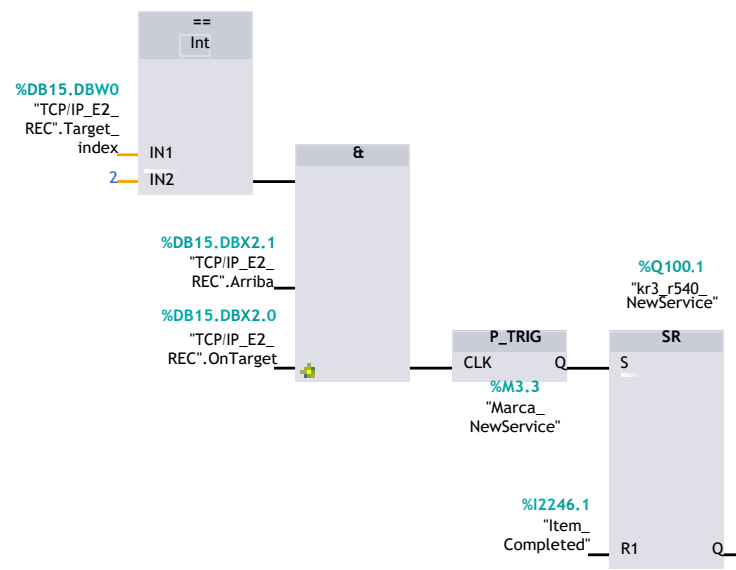 ==
Int
%DB15.DBW0
"TCP/IP_E2_
REC".Target_
index
IN1
2
IN2
&
%DB15.DBX2.1
"TCP/IP_E2_
REC".Arriba
%DB15.DBX2.0
"TCP/IP_E2_
REC".OnTarget
P_TRIG
CLK
Q
%M3.3
"Marca_
NewService"
%Q100.1
"kr3_r540_
NewService"
SR
S
%I2246.1
"Item_
Completed"
R1
Q